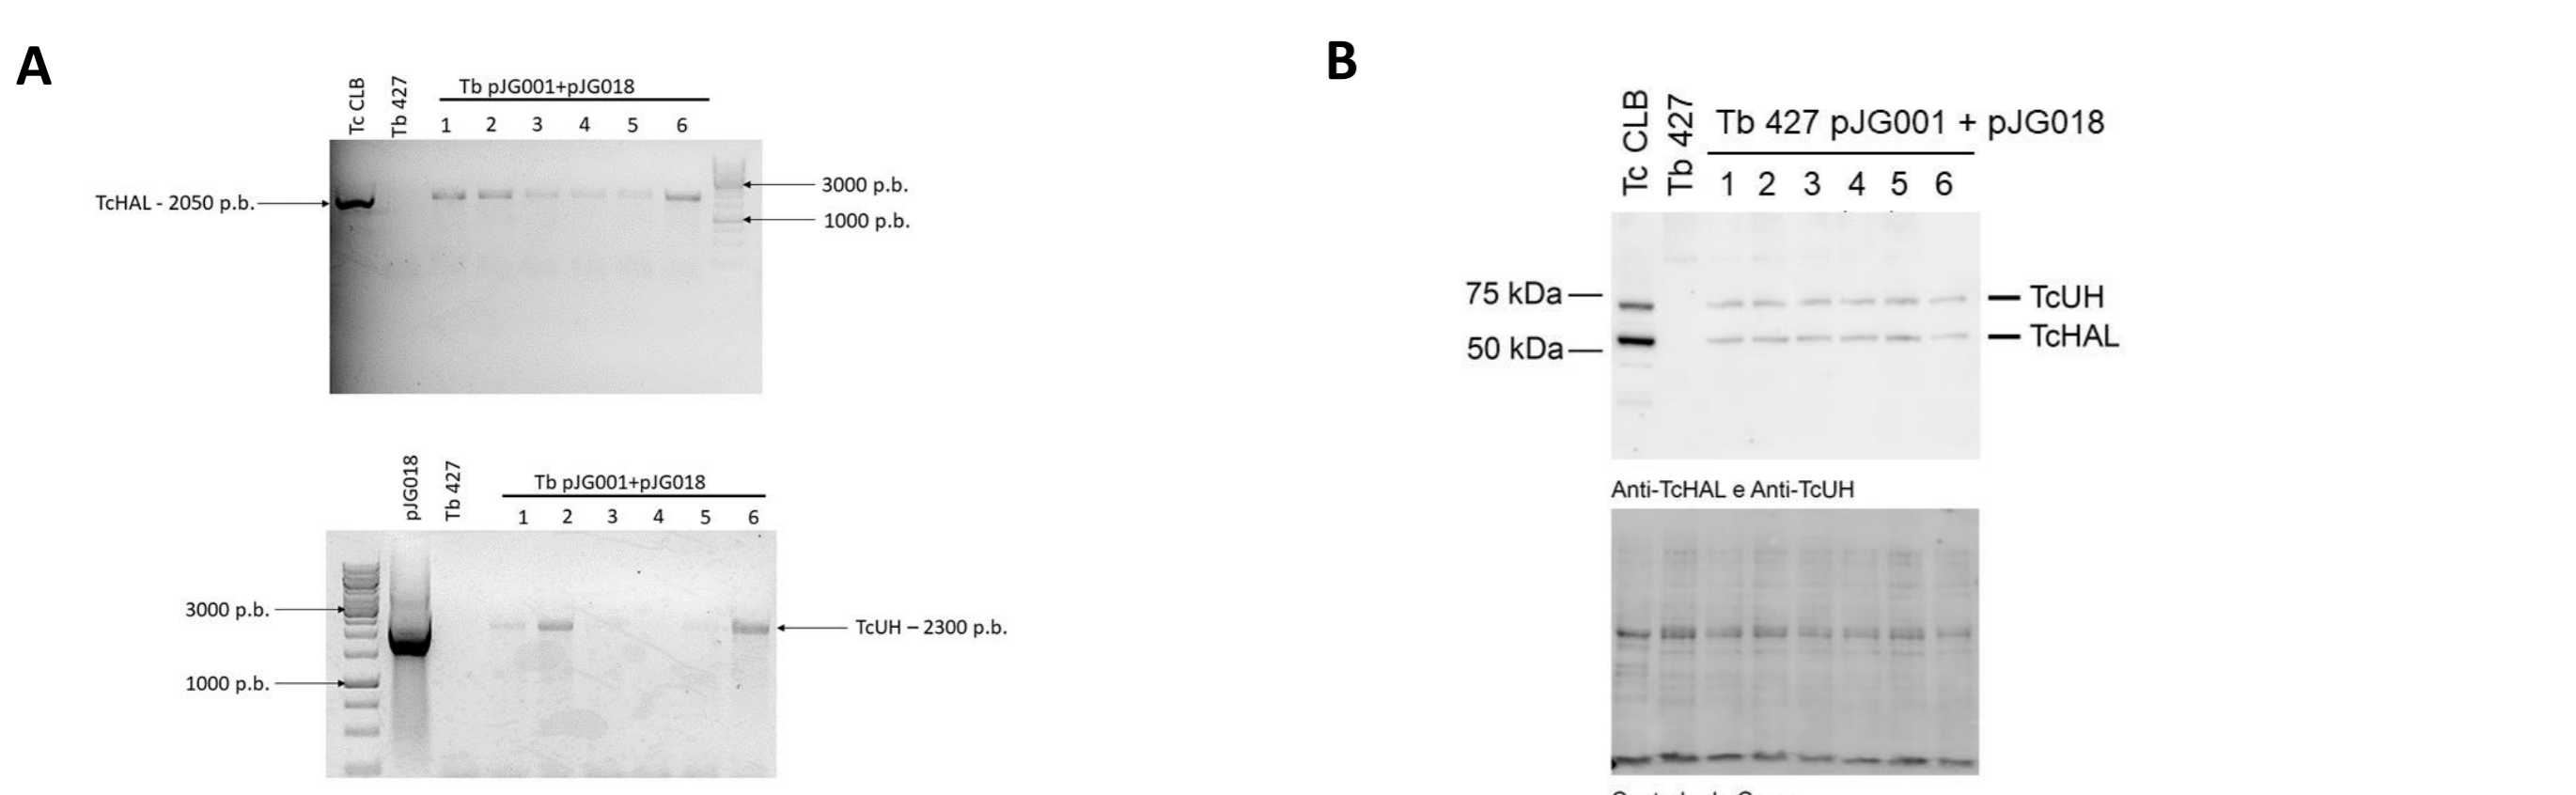 A
Tc CLB
Tb 427
Tb pJG001+pJG018
1 2 3 4 5 6
TcHAL - 2050 p.b.
3000 p.b.
1000 p.b.
pJG018
Tb 427
Tb pJG001+pJG018
1 2 3 4 5 6
3000 p.b.
1000 p.b.
TcUH – 2300 p.b.
B
Tc CLB
Tb 427
Tb 427 pJG001 + pJG018
1 2 3 4 5 6
75 kDa
50 kDa
TcUH
TcHAL
Anti-TcHAL e Anti-TcUH